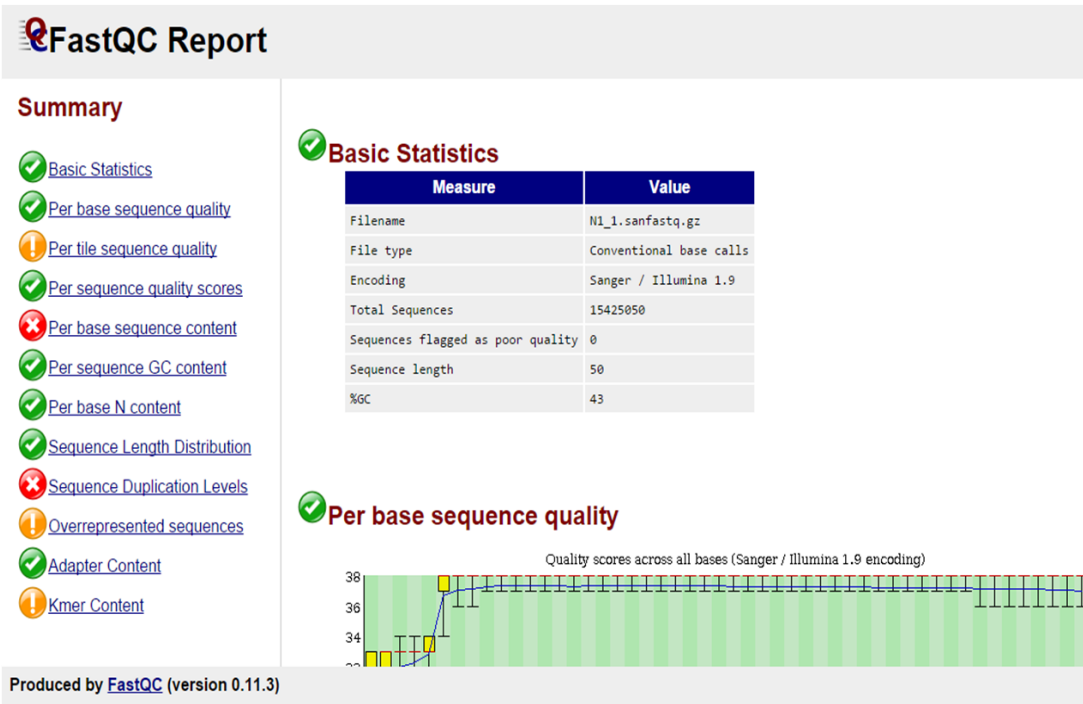 FastQC Report
Summary
Basic Statistics
Per base sequence quality
Per tile sequence quality
Per sequence quality scores
Per base sequence content
Per sequence GC content
Per base N content
Sequence Length Distribution
Sequence Duplication Levels
Overrepresented sequences
Adapter Content
Kmer Content
Basic Statistics
Measure Value
Filename N1_1.sanfastq.gz
File type Conventional base calls
Encoding Sanger / Illumina 1.9
Total Sequences 15425050
Sequences flagged as poor quality 0
Sequence length 50
%GC 43
Per base sequence quality
Quality scores across all bases (Sanger / Illumina 1.9 encoding)
38
36
34
Produced by FastQC (version 0.11.3)